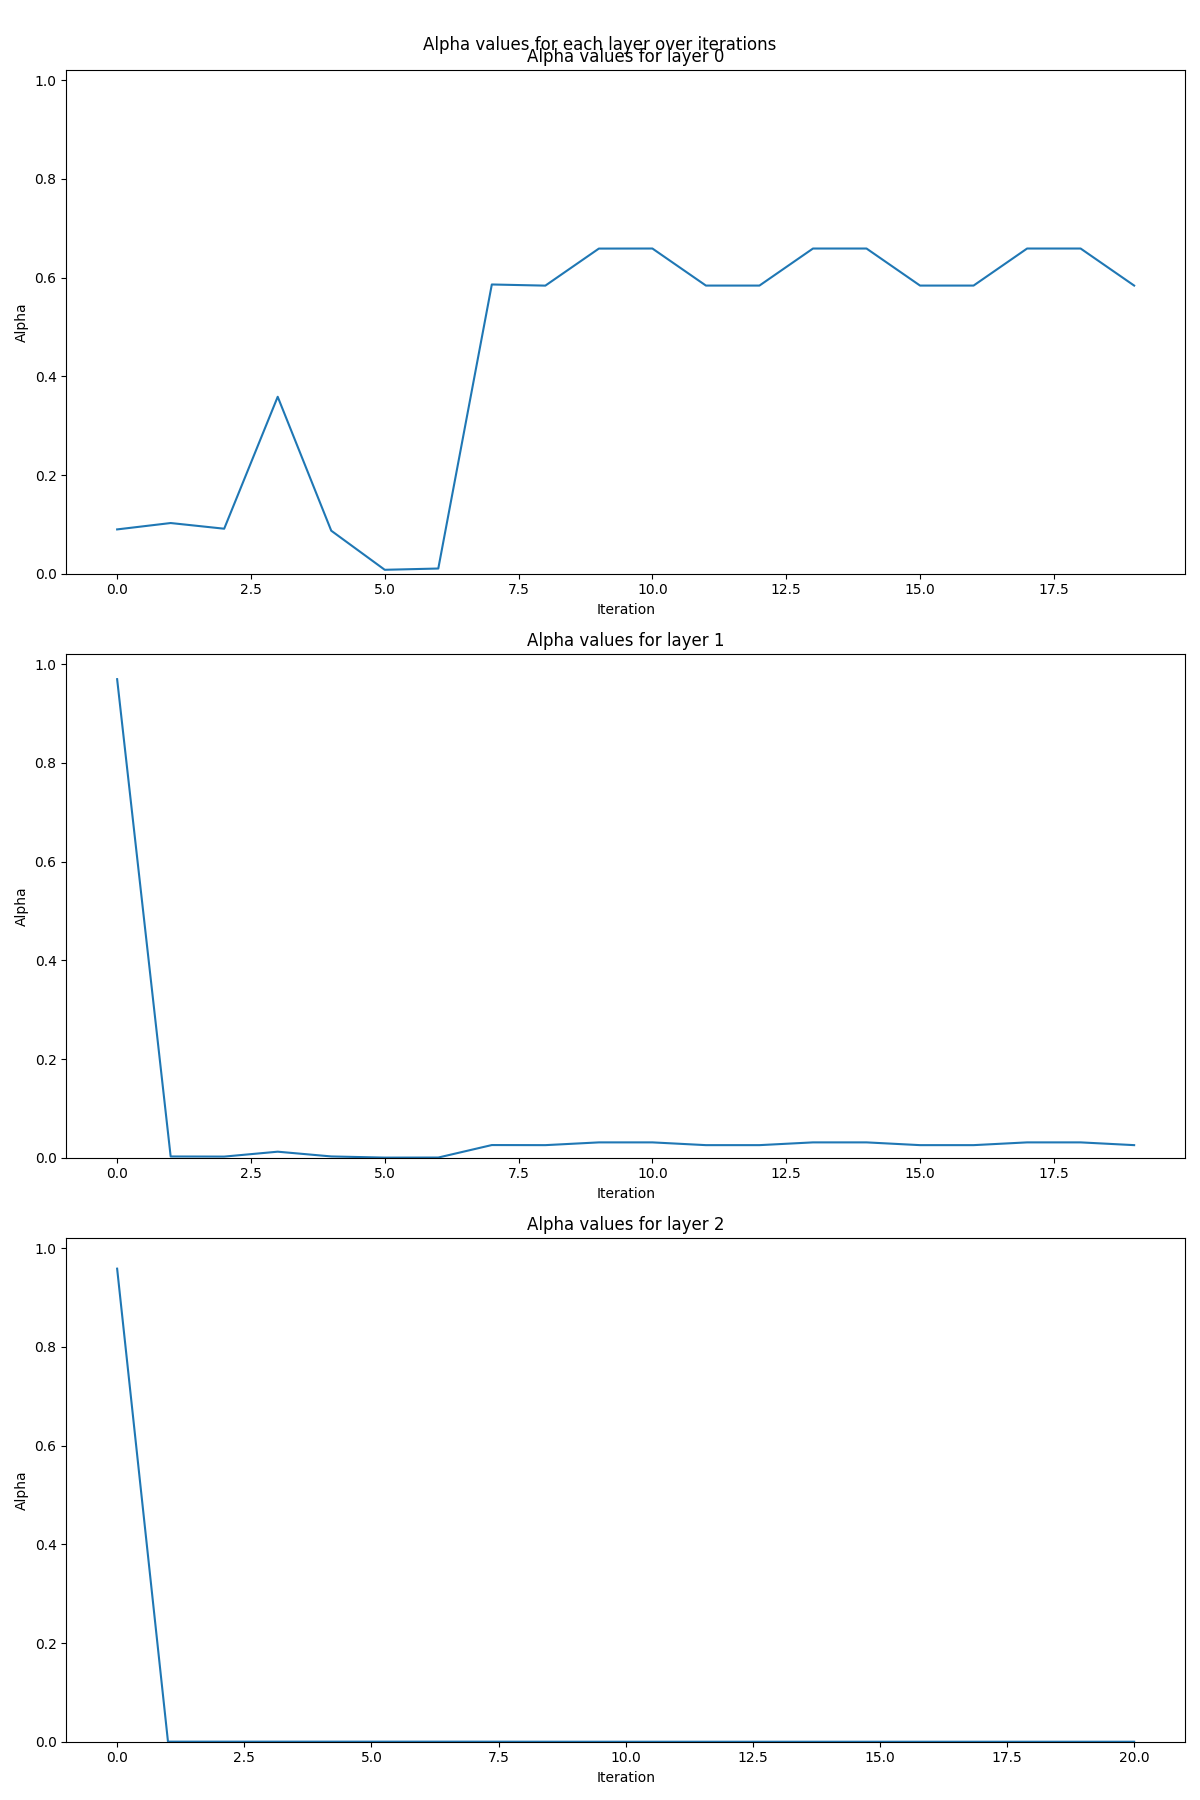 Alpha values for each layer over iterations
Alpha values for layer 0
1.0
0.8
0.6
0.4
0.2
0.0
Alpha
0.0 2.5 5.0 7.5 10.0 12.5 15.0 17.5
Iteration
Alpha values for layer 1
1.0
0.8
0.6
0.4
0.2
0.0
Alpha
0.0 2.5 5.0 7.5 10.0 12.5 15.0 17.5
Iteration
Alpha values for layer 2
1.0
0.8
0.6
0.4
0.2
0.0
Alpha
0.0 2.5 5.0 7.5 10.0 12.5 15.0 17.5 20.0
Iteration